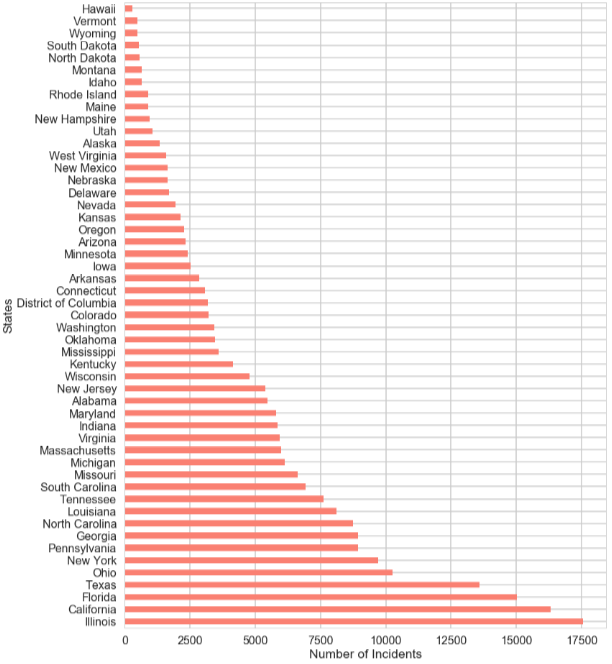 Hawaii
Vermont
Wyoming
South Dakota
North Dakota
Montana
Idaho
Rhode Island
Maine
New Hampshire
Utah
Alaska
West Virginia
New Mexico
Nebraska
Delaware
Nevada
Kansas
Oregon
Arizona
Minnesota
Iowa
Arkansas
Connecticut
District of Columbia
Colorado
Washington
Oklahoma
Mississippi
Kentucky
Wisconsin
New Jersey
Alabama
Maryland
Indiana
Virginia
Massachusetts
Michigan
Missouri
South Carolina
Tennessee
Louisiana
North Carolina
Georgia
Pennsylvania
New York
Ohio
Texas
Florida
California
Illinois
States
0 2500 5000 7500 10000 12500 15000 17500
Number of Incidents